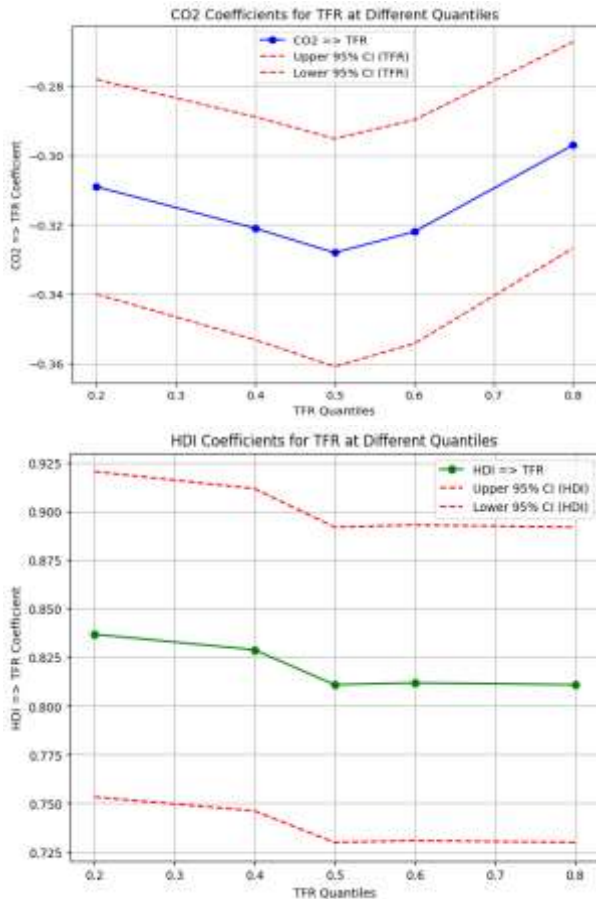 CO2 Coefficients for TFR at Different Quantiles
CO2 => TFR
Upper 95% CI (TFR)
Lower 95% CI (TFR)
−0.28
−0.30
−0.32
−0.34
−0.36
CO2 => TFR Coefficient
0.2 0.3 0.4 0.5 0.6 0.7 0.8
TFR Quantiles
HDI Coefficients for TFR at Different Quantiles
HDI => TFR
Upper 95% CI (HDI)
Lower 95% CI (HDI)
0.925
0.900
0.875
0.850
0.825
0.800
0.775
0.750
0.725
HDI => TFR Coefficient
0.2 0.3 0.4 0.5 0.6 0.7 0.8
TFR Quantiles